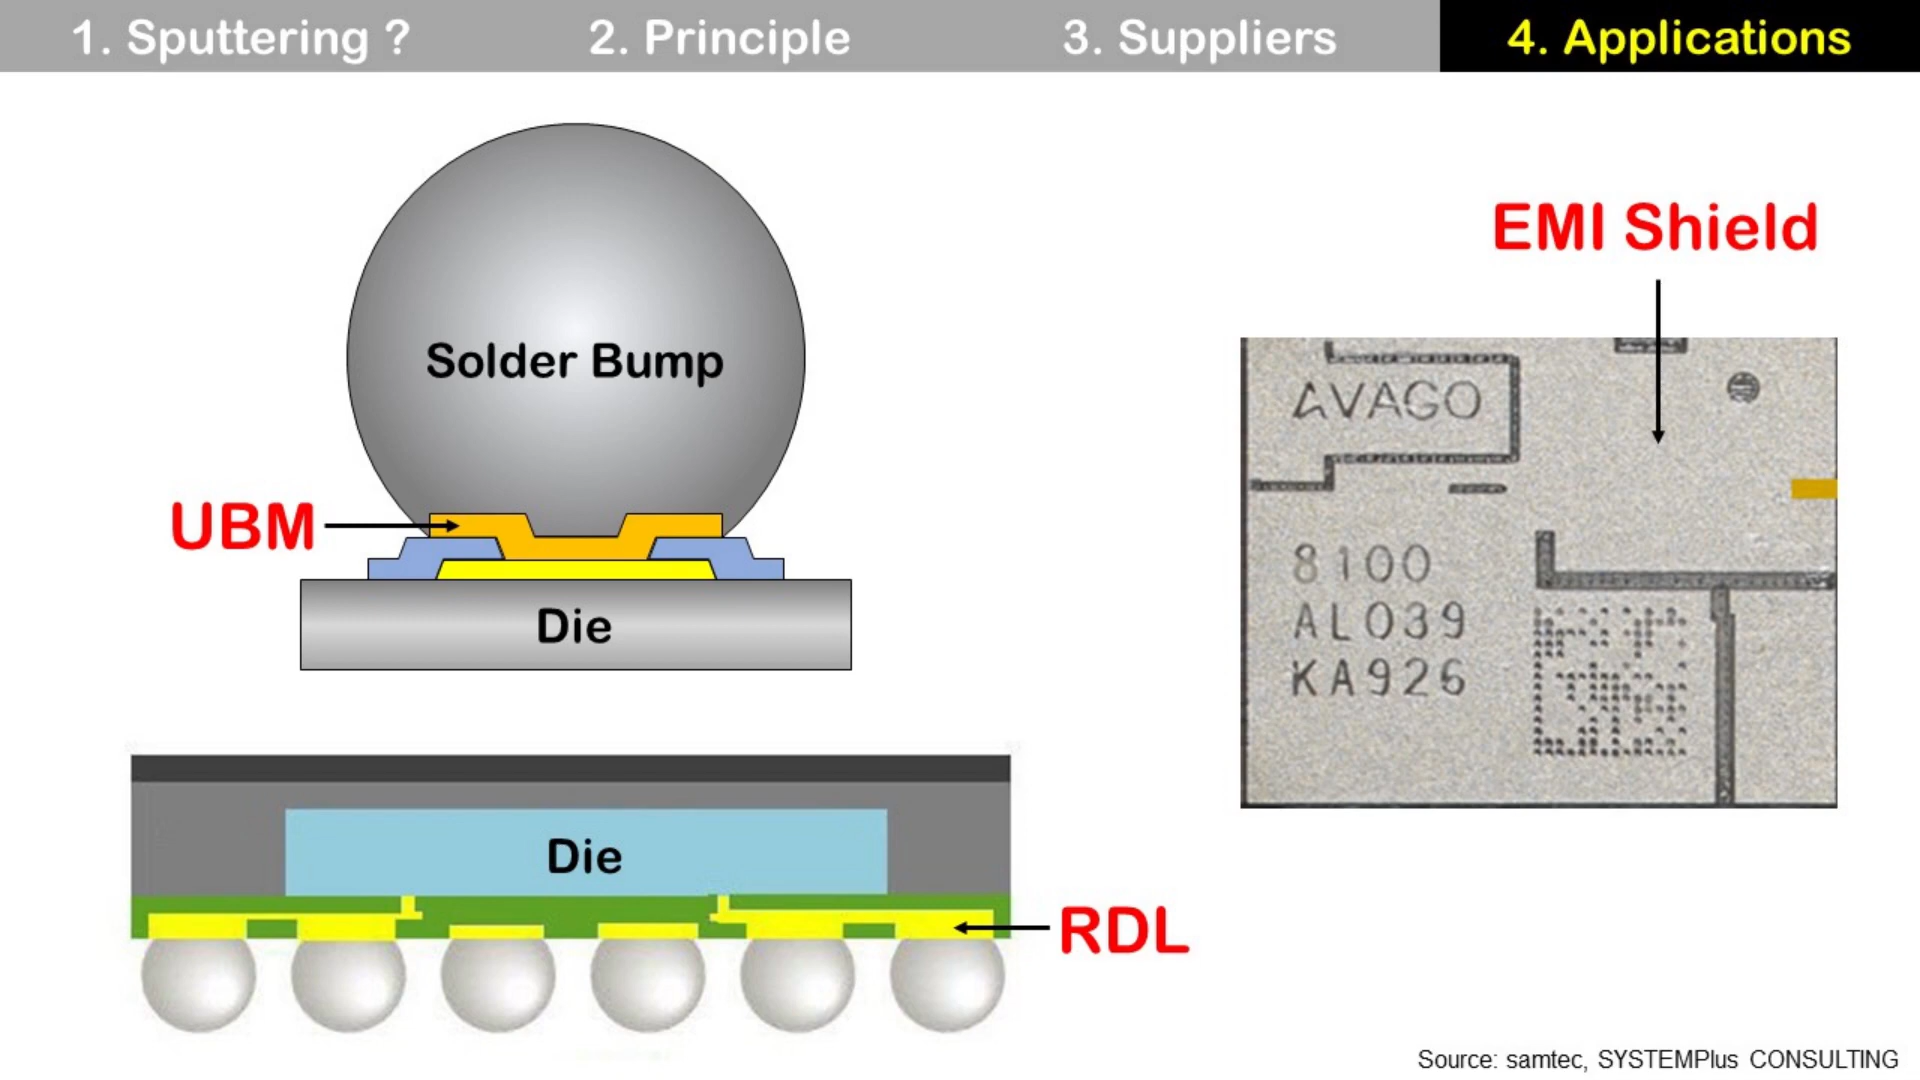 1. Sputtering ?
2. Principle
3. Suppliers
4. Applications
Solder Bump
UBM
Die
EMI Shield
AVAGO
8100
AL039
KA926
Die
RDL
Source: samtec, SYSTEMPlus CONSULTING